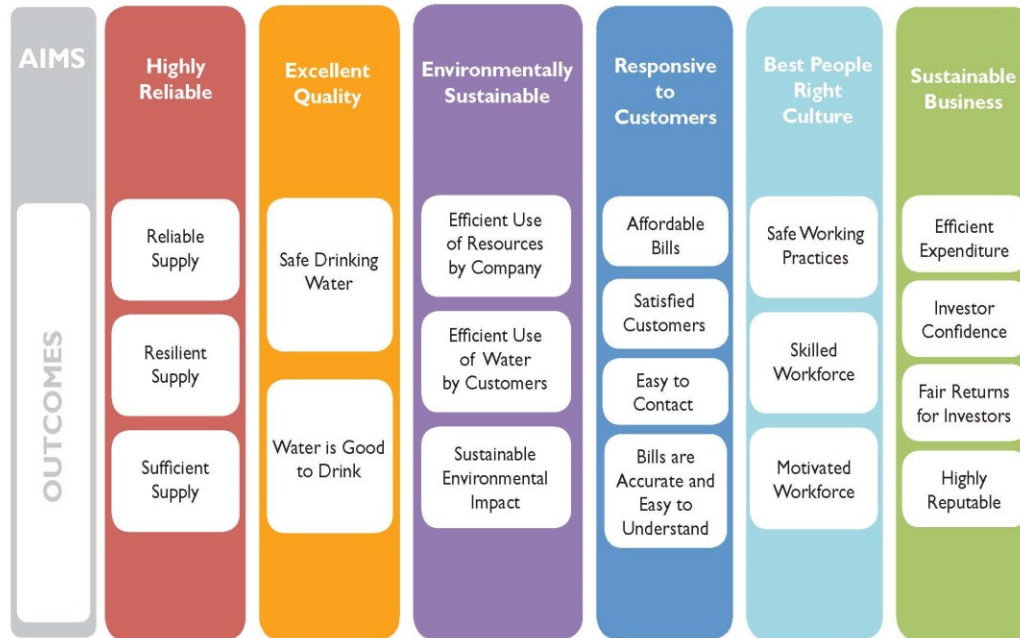 AIMS
Highly
Reliable
Excellent
Quality
Environmentally
Sustainable
Responsive
to
Customers
Best People
Right
Culture
Sustainable
Business
OUTCOMES
Reliable
Supply
Resilient
Supply
Sufficient
Supply
Safe Drinking
Water
Water is Good
to Drink
Efficient Use
of Resources
by Company
Efficient Use
of Water
by Customers
Sustainable
Environmental
Impact
Affordable
Bills
Satisfied
Customers
Easy to
Contact
Bills are
Accurate and
Easy to
Understand
Safe Working
Practices
Skilled
Workforce
Motivated
Workforce
Efficient
Expenditure
Investor
Confidence
Fair Returns
for Investors
Highly
Reputable